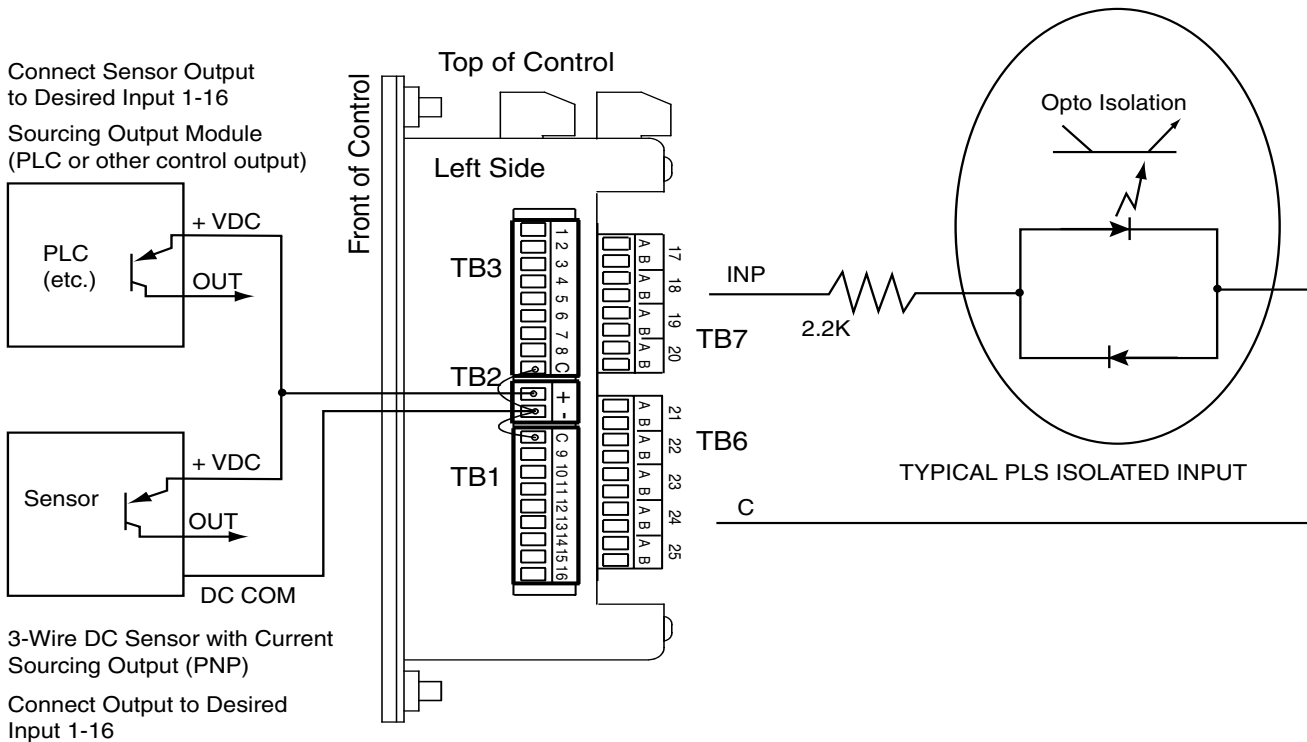 Connect Sensor Output
to Desired Input 1-16
Sourcing Output Module
(PLC or other control output)
PLC
(etc.)
+ VDC
OUT
Sensor
+ VDC
OUT
DC COM
3-Wire DC Sensor with Current
Sourcing Output (PNP)
Connect Output to Desired
Input 1-16
Front of Control
Top of Control
Left Side
TB3
1
2
3
4
5
6
7
8
C
TB2
+
-
TB1
C
9
10
11
12
13
14
15
16
A
B
17
A
B
18
A
B
19
A
B
20
TB7
A
B
21
A
B
22
A
B
23
A
B
24
A
B
25
TB6
INP
2.2K
Opto Isolation
TYPICAL PLS ISOLATED INPUT
C